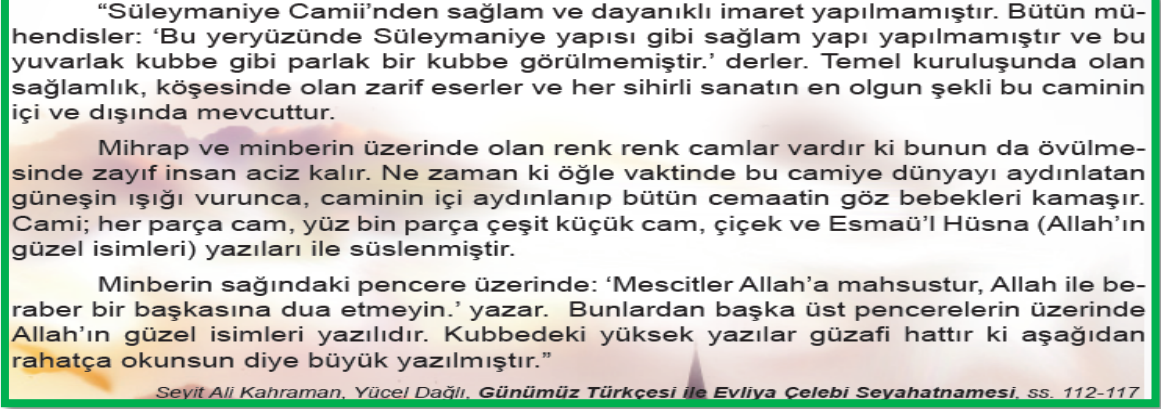 “Süleymaniye Camii’nden sağlam ve dayanıklı imaret yapılmamıştır. Bütün mü-
hendisler: ‘Bu yeryüzünde Süleymaniye yapısı gibi sağlam yapı yapılmamıştır ve bu
yuvarlak kubbe gibi parlak bir kubbe görülmemiştir.’ derler. Temel kuruluşunda olan
sağlamlık, köşesinde olan zarif eserler ve her sihirli sanatın en olgun şekli bu caminin
içi ve dışında mevcuttur.
Mihrap ve minberin üzerinde olan renk renk camlar vardır ki bunun da övülme-
sinde zayıf insan aciz kalır. Ne zaman ki öğle vaktinde bu camiye dünyayı aydınlatan
güneşin ışığı vurunca, caminin içi aydınlanıp bütün cemaatin göz bebekleri kamaşır.
Cami; her parça cam, yüz bin parça çeşit küçük cam, çiçek ve Esmaü’l Hüsna (Allah’ın
güzel isimleri) yazıları ile süslenmiştir.
Minberin sağındaki pencere üzerinde: ‘Mescitler Allah’a mahsustur, Allah ile be-
raber bir başkasına dua etmeyin.’ yazar. Bunlardan başka üst pencerelerin üzerinde
Allah’ın güzel isimleri yazılıdır. Kubbedeki yüksek yazılar güzafi hattır ki aşağıdan
rahatça okunsun diye büyük yazılmıştır.”
Seyit Ali Kahraman, Yücel Dağlı, Günümüz Türkçesi ile Evliya Çelebi Seyahatnamesi, ss. 112-117